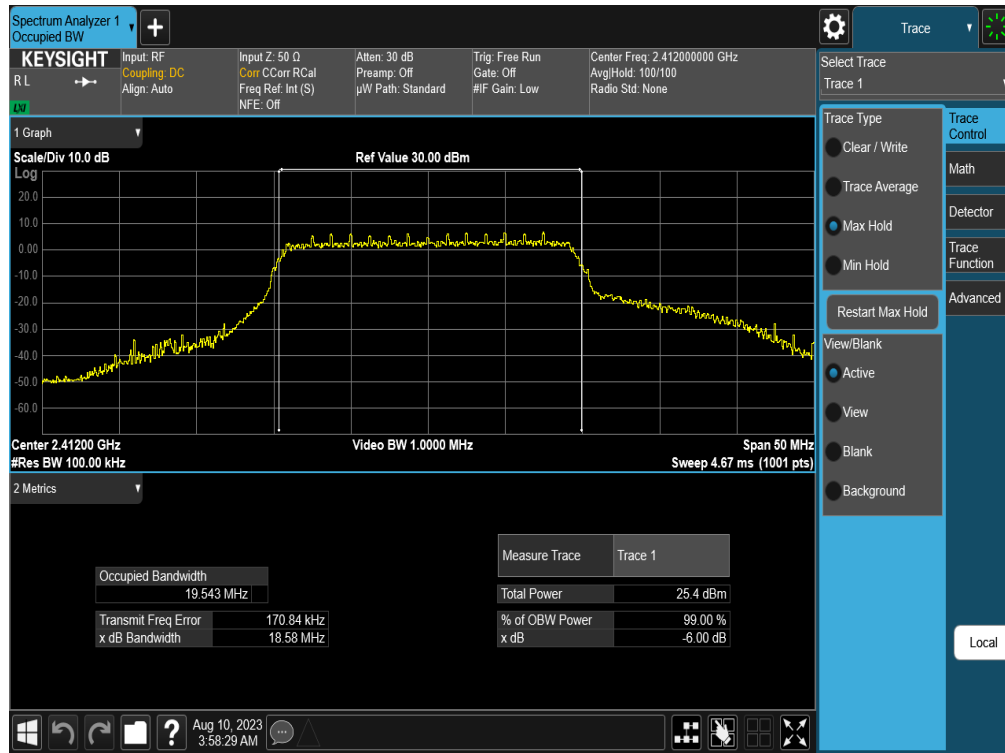 Spectrum Analyzer 1
Occupied BW
Trace
KEYSIGHT
R L
LXI
Input: RF
Coupling: DC
Align: Auto
Input Z: 50 Ω
Corr CCorr RCal
Freq Ref: Int (S)
NFE: Off
Atten: 30 dB
Preamp: Off
µW Path: Standard
Trig: Free Run
Gate: Off
#IF Gain: Low
Center Freq: 2.412000000 GHz
Avg|Hold: 100/100
Radio Std: None
Select Trace
Trace 1
1 Graph
Scale/Div 10.0 dB
Ref Value 30.00 dBm
Log
20.0
10.0
0.00
-10.0
-20.0
-30.0
-40.0
-50.0
-60.0
Center 2.41200 GHz
Video BW 1.0000 MHz
Span 50 MHz
#Res BW 100.00 kHz
Sweep 4.67 ms (1001 pts)
Trace Type
Clear / Write
Trace Average
Max Hold
Min Hold
Restart Max Hold
View/Blank
Active
View
Blank
Background
Trace
Control
Math
Detector
Trace
Function
Advanced
Local
2 Metrics
Occupied Bandwidth
19.543 MHz
Transmit Freq Error 170.84 kHz
x dB Bandwidth 18.58 MHz
Measure Trace Trace 1
Total Power 25.4 dBm
% of OBW Power 99.00 %
x dB -6.00 dB
?
Aug 10, 2023
3:58:29 AM